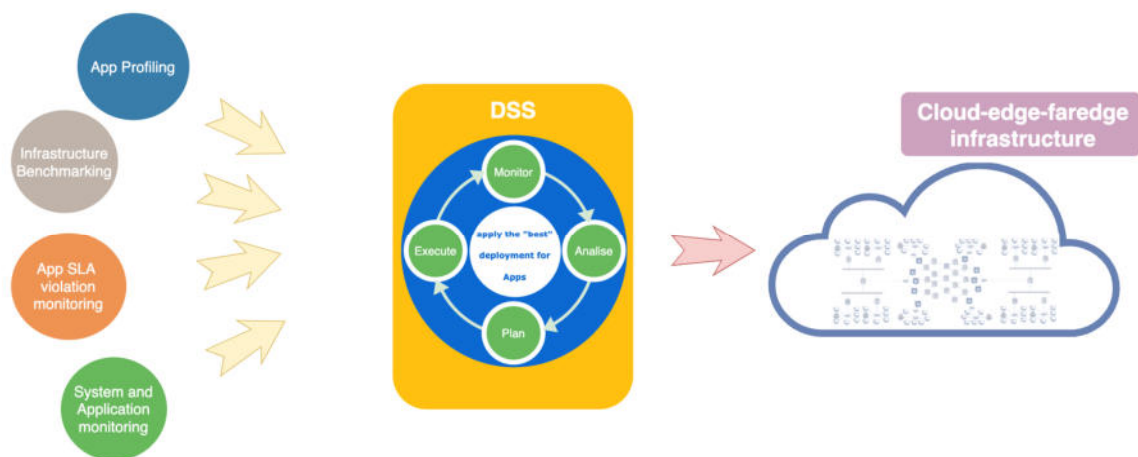 App Profiling
Infrastructure
Benchmarking
App SLA
violation
monitoring
System and
Application
monitoring
DSS
Monitor
Execute
apply the "best"
deployment for
Apps
Analise
Plan
Cloud-edge-faredge
infrastructure